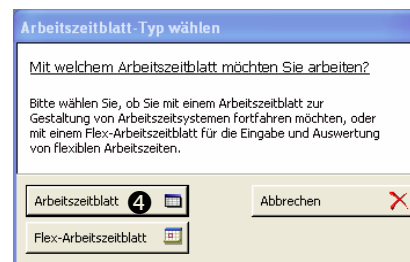 Arbeitszeitblatt-Typ wählen
Mit welchem Arbeitszeitblatt möchten Sie arbeiten?
Bitte wählen Sie, ob Sie mit einem Arbeitszeitblatt zur
Gestaltung von Arbeitszeitsystemen fortfahren möchten, oder
mit einem Flex-Arbeitszeitblatt für die Eingabe und Auswertung
von flexiblen Arbeitszeiten.
Arbeitszeitblatt 4 Abbrechen
Flex-Arbeitszeitblatt